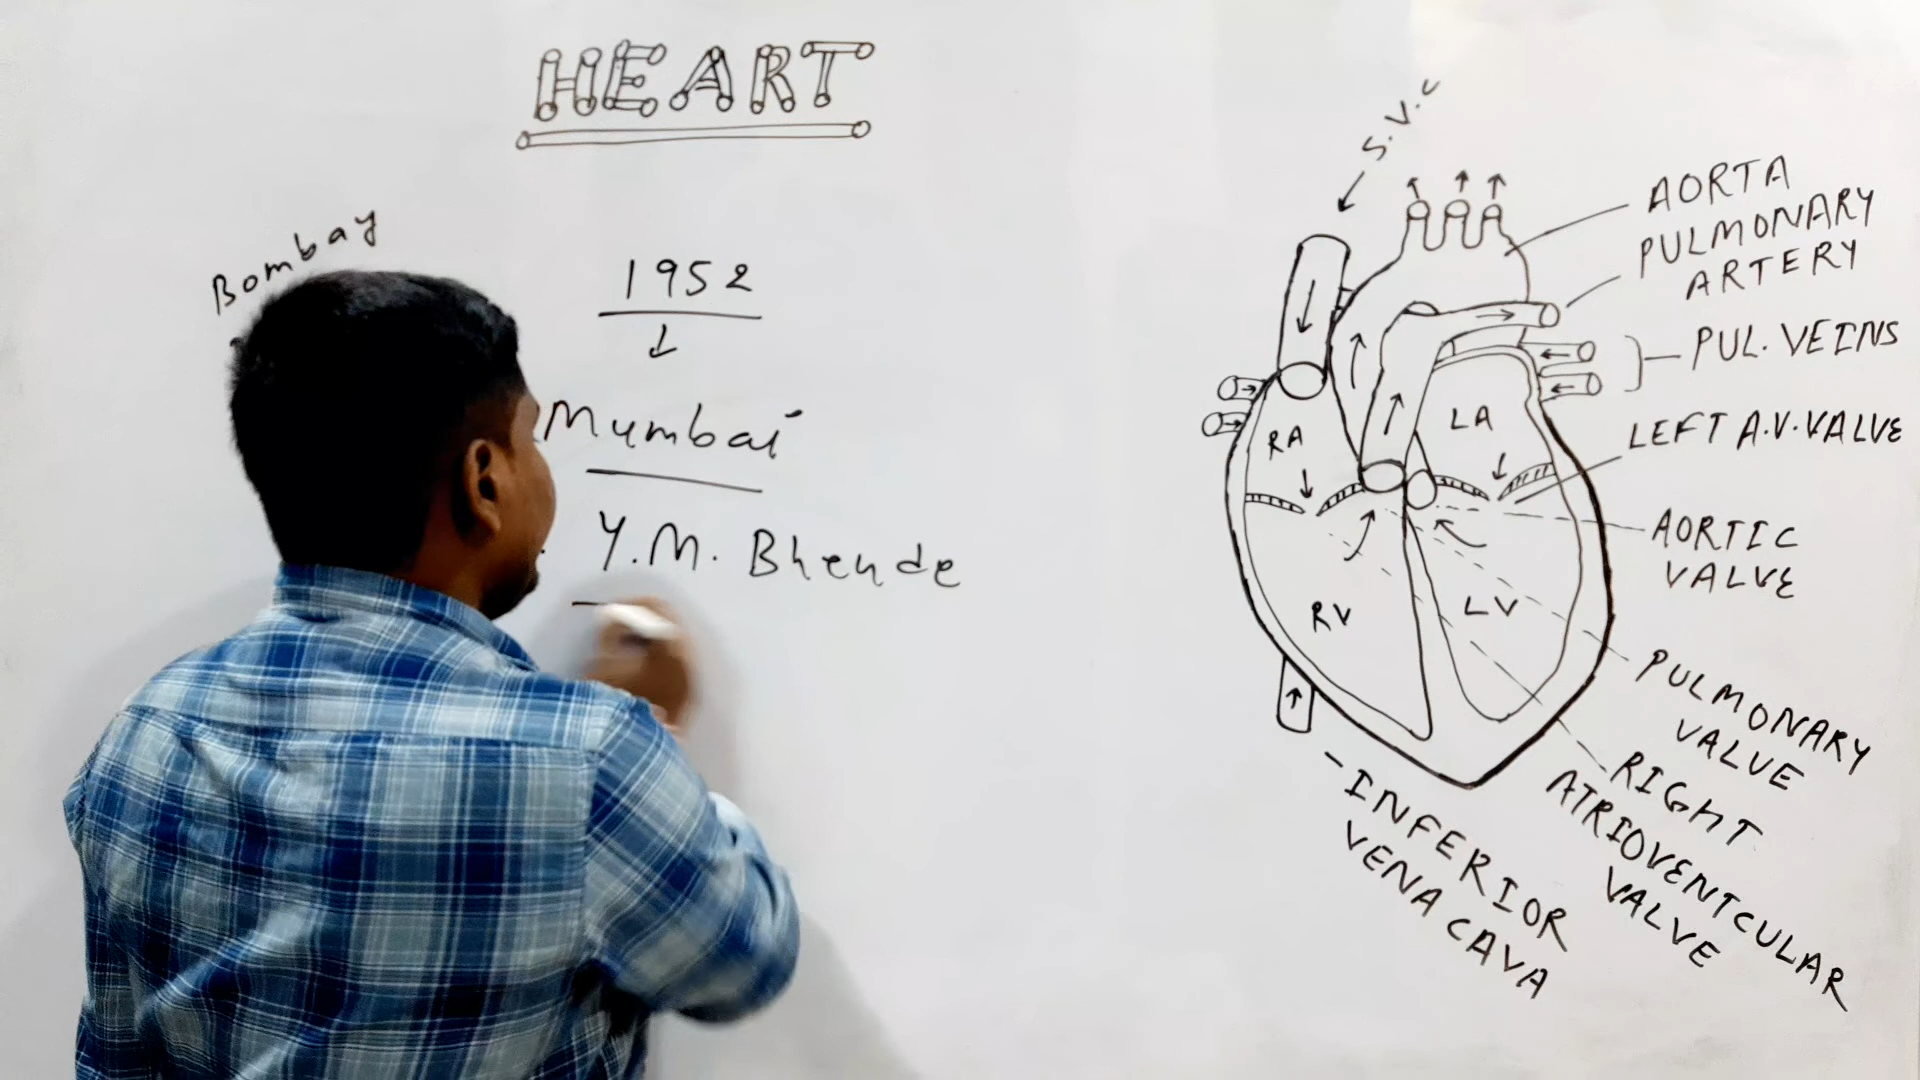 HEART
Bombay
1952
Mumbai
Y.M. Bhende
S.V.C
AORTA
PULMONARY
ARTERY
PUL. VEINS
LEFT A.V. VALVE
AORTIC
VALVE
PULMONARY
VALVE
RIGHT
ATRIOVENTCULAR
VALVE
INFERIOR
VENA CAVA
RA
LA
RV
LV